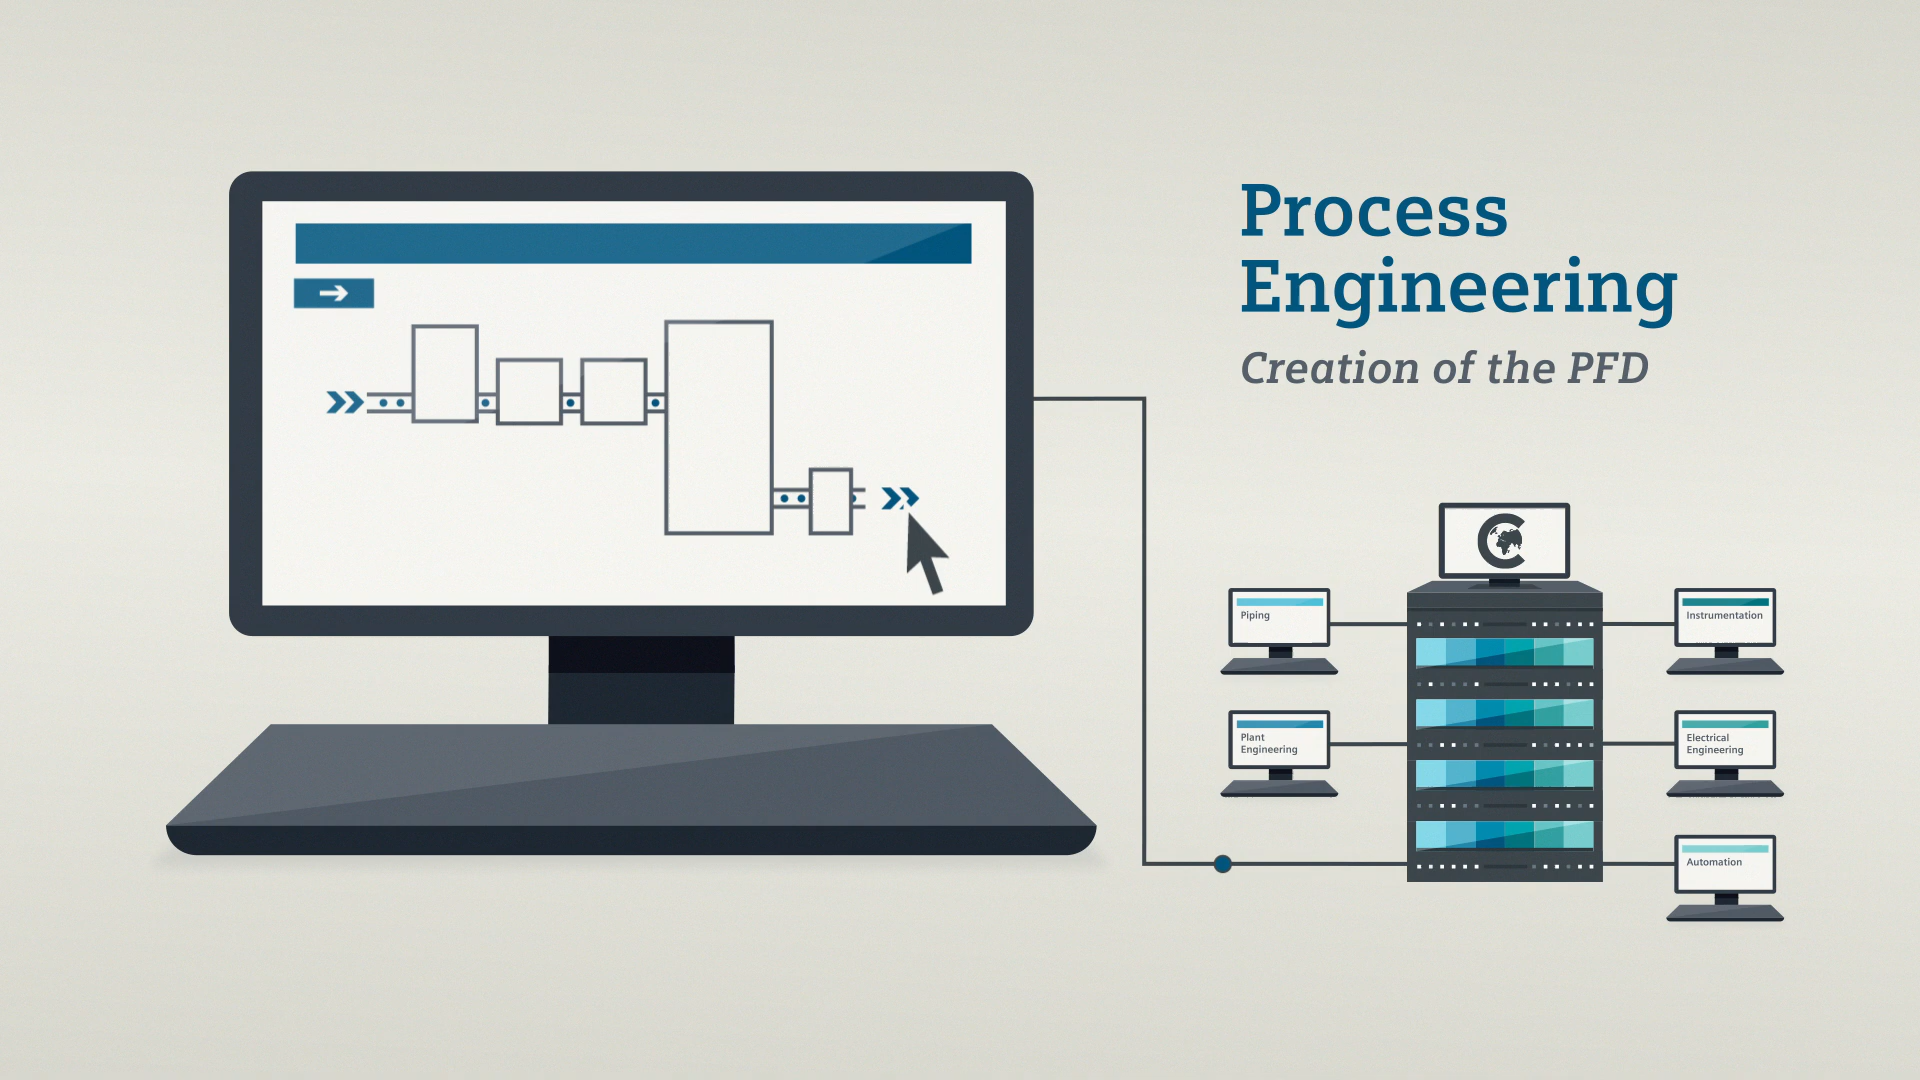 Process
Engineering
Creation of the PFD
Piping
Instrumentation
Plant
Engineering
Electrical
Engineering
Automation